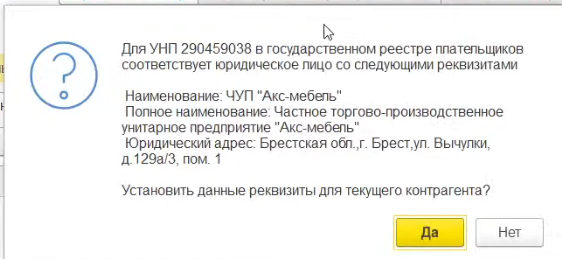 Для УНП 290459038 в государственном реестре плательщиков
соответствует юридическое лицо со следующими реквизитами
Наименование: ЧУП "Акс-мебель"
Полное наименование: Частное торгово-производственное
унитарное предприятие "Акс-мебель"
Юридический адрес: Брестская обл.,г. Брест,ул. Вычулки,
д.129а/3, пом. 1
Установить данные реквизиты для текущего контрагента?
Да
Нет